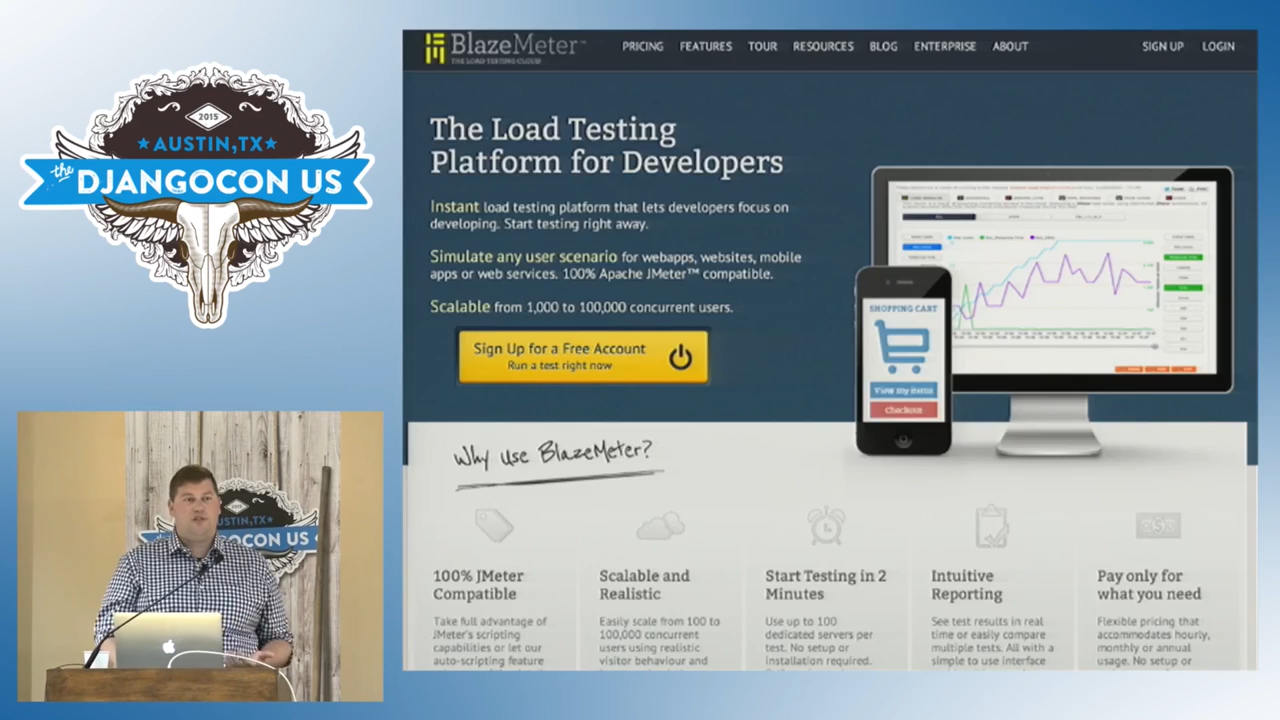 2015
AUSTIN,TX
the
DJANGOCON US
AUSTIN,TX
CON US
BlazeMeter
THE LOAD TESTING CLOUD
PRICING FEATURES TOUR RESOURCES BLOG ENTERPRISE ABOUT SIGN UP LOGIN
The Load Testing
Platform for Developers
Instant load testing platform that lets developers focus on
developing. Start testing right away.
Simulate any user scenario for webapps, websites, mobile
apps or web services. 100% Apache JMeter™ compatible.
Scalable from 1,000 to 100,000 concurrent users.
Sign Up for a Free Account
Run a test right now
SHOPPING CART
View my items
Checkout
Why use BlazeMeter?
100% JMeter
Compatible
Take full advantage of
JMeter's scripting
capabilities or let our
auto-scripting feature
Scalable and
Realistic
Easily scale from 100 to
100,000 concurrent
users using realistic
visitor behaviour and
Start Testing in 2
Minutes
Use up to 100
dedicated servers per
test. No setup or
installation required.
Intuitive
Reporting
See test results in real
time or easily compare
multiple tests. All with a
simple to use interface
Pay only for
what you need
Flexible pricing that
accommodates hourly,
monthly or annual
usage. No setup or